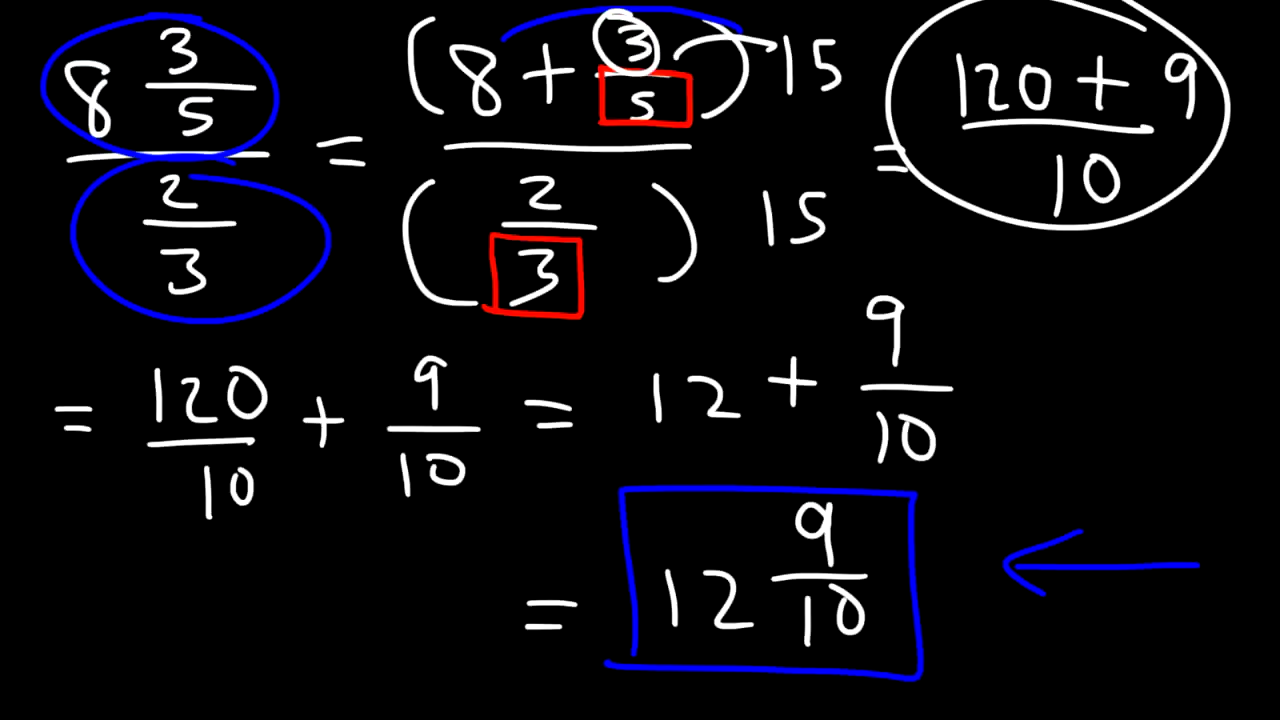 8 3/5 / 2/3 = (8 + 3/5) 15 / (2/3) 15 = 120 + 9 / 10
= 120/10 + 9/10 = 12 + 9/10
= 12 9/10